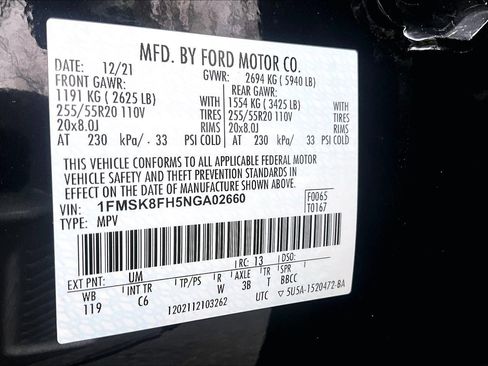 MFD. BY FORD MOTOR CO.
DATE: 12/21 GVWR: 2694 KG ( 5940 LB)
FRONT GAWR: REAR GAWR:
1191 KG ( 2625 LB) WITH 1554 KG ( 3425 LB) WITH
255/55R20 110V TIRES 255/55R20 110V TIRES
20x8.0J RIMS 20x8.0J RIMS
AT 230 kPa/ 33 PSI COLD AT 230 kPa/ 33 PSI COLD
THIS VEHICLE CONFORMS TO ALL APPLICABLE FEDERAL MOTOR
VEHICLE SAFETY AND THEFT PREVENTION STANDARDS IN
EFFECT ON THE DATE OF MANUFACTURE SHOWN ABOVE.
VIN: 1FMSK8FH5NGA02660 F0065
TYPE: MPV T0167
EXT PNT: UM RC: 13 DSO:
WB INT TR TP/PS R AXLE TR SPR
119 C6 W 3B T BBCC
1202112103262 UTC ▽ 5U5A-1520472-BA